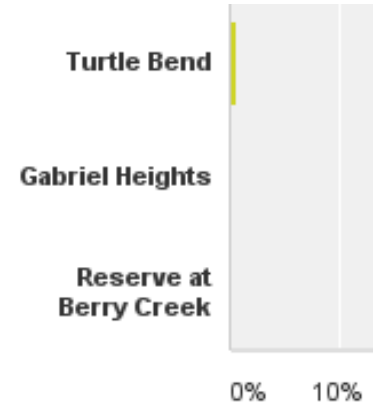 Turtle Bend
Gabriel Heights
Reserve at
Berry Creek
0% 10%